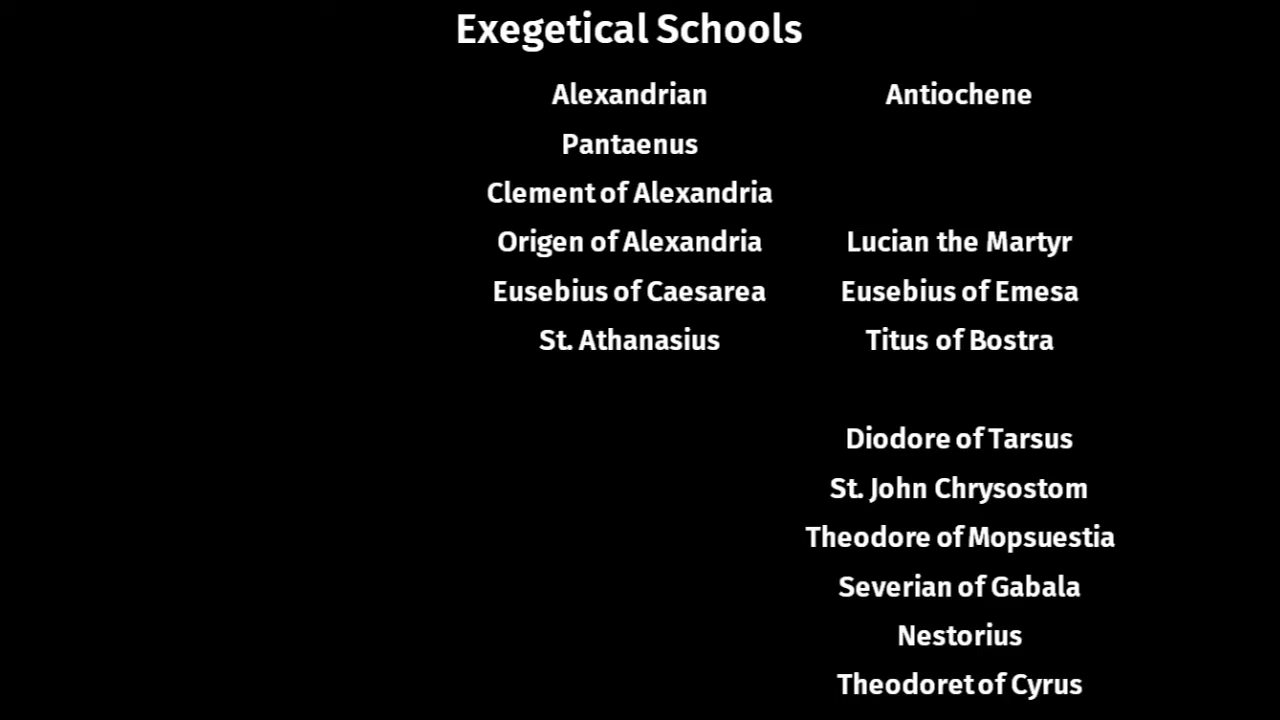 Exegetical Schools
Alexandrian Antiochene
Pantaenus
Clement of Alexandria
Origen of Alexandria Lucian the Martyr
Eusebius of Caesarea Eusebius of Emesa
St. Athanasius Titus of Bostra
Diodore of Tarsus
St. John Chrysostom
Theodore of Mopsuestia
Severian of Gabala
Nestorius
Theodoret of Cyrus